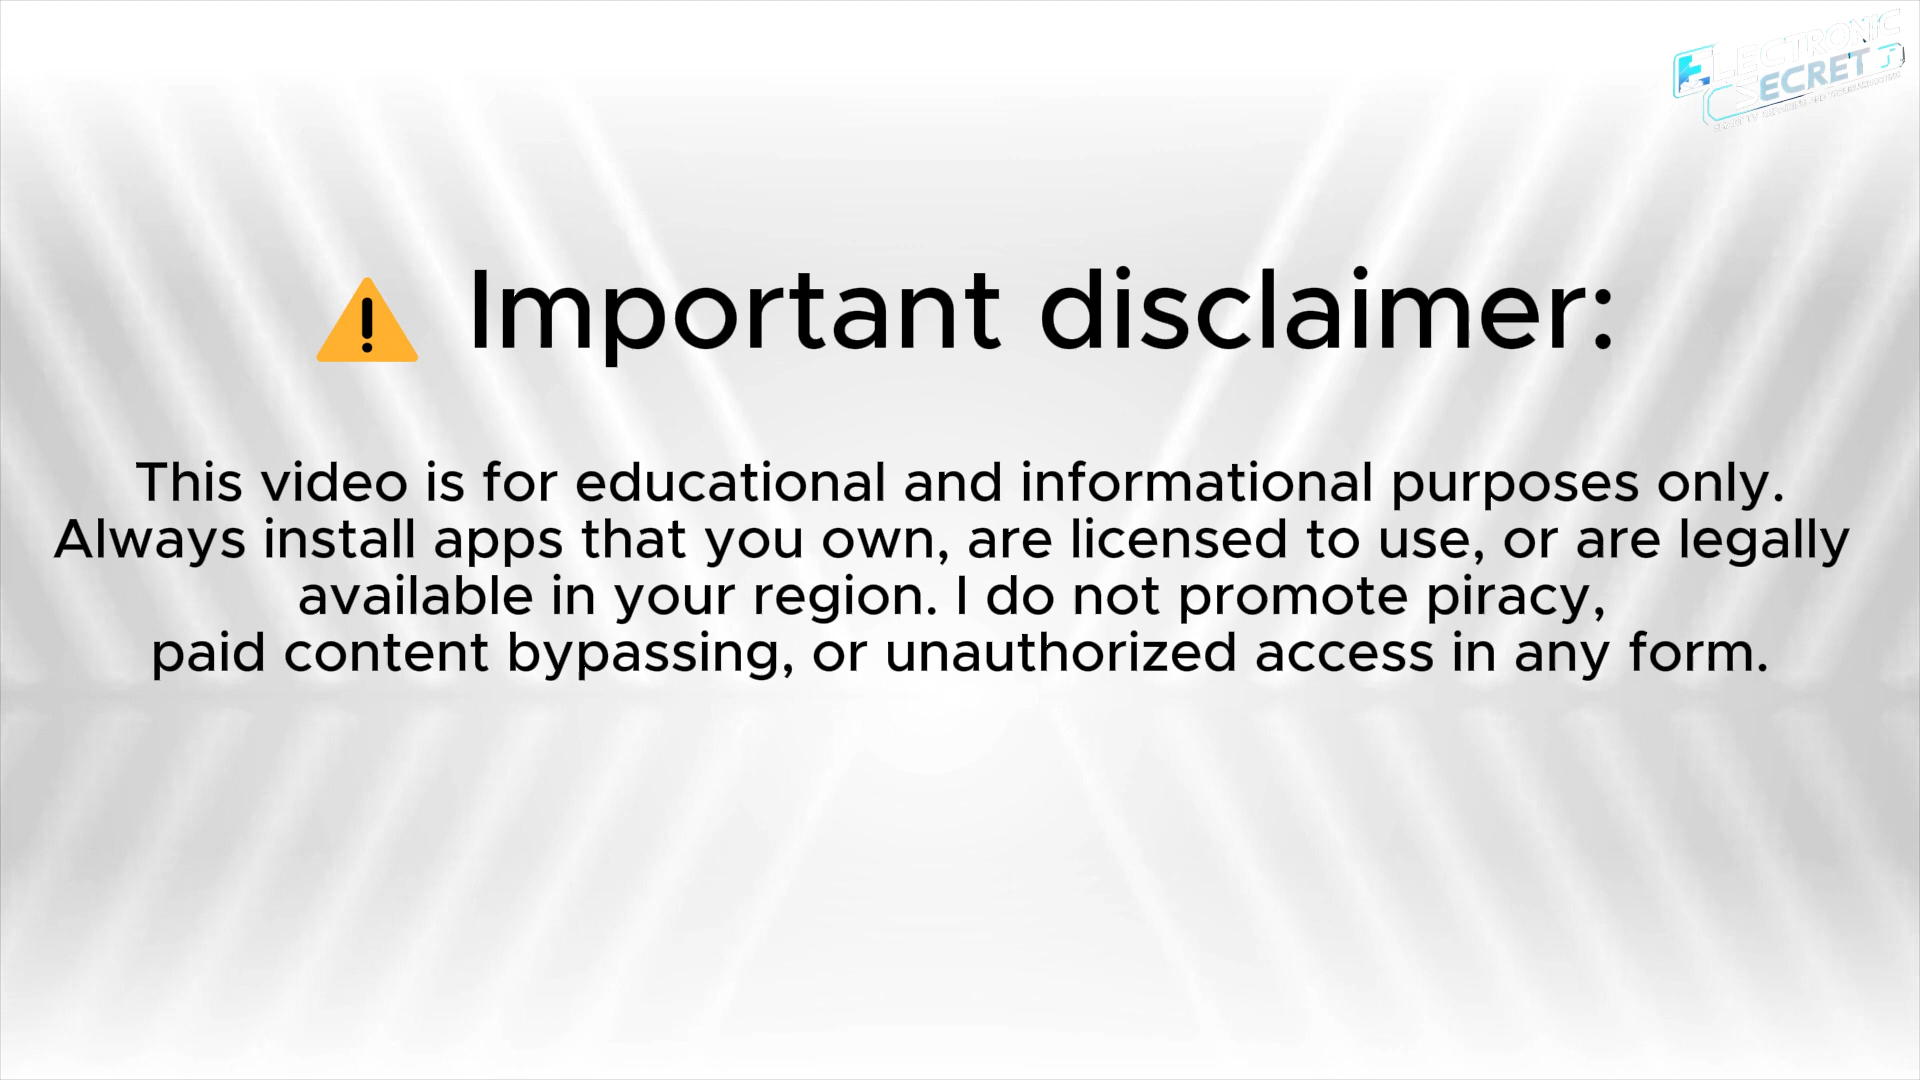 ELECTRONIC
SECRET
Important disclaimer:
This video is for educational and informational purposes only.
Always install apps that you own, are licensed to use, or are legally
available in your region. I do not promote piracy,
paid content bypassing, or unauthorized access in any form.